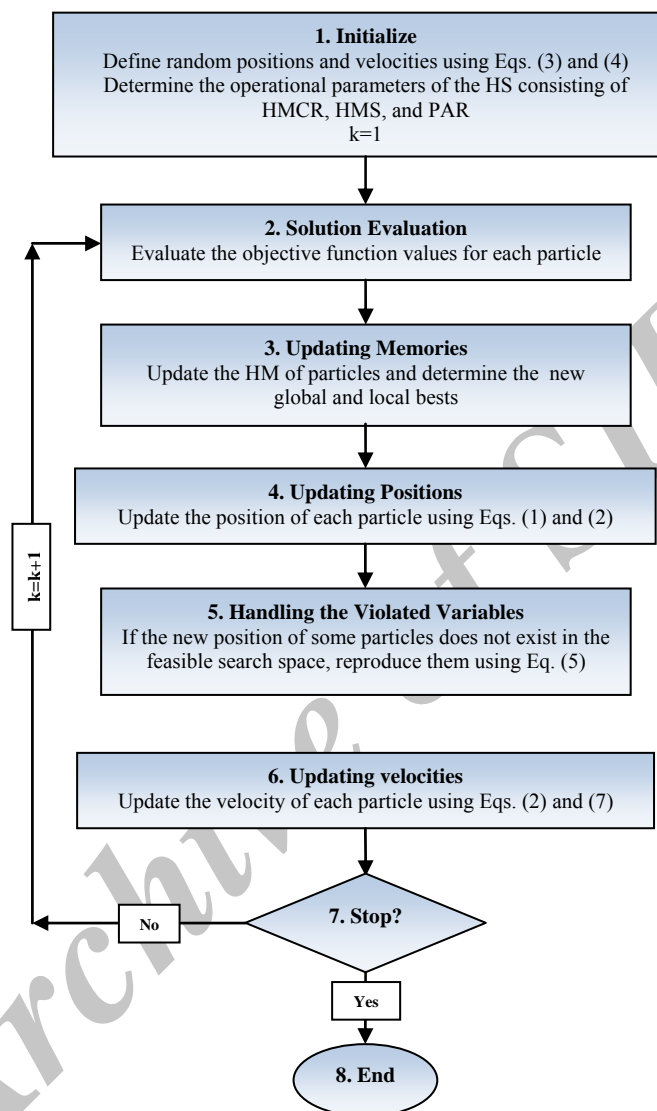 1. Initialize
Define random positions and velocities using Eqs. (3) and (4)
Determine the operational parameters of the HS consisting of
HMCR, HMS, and PAR
k=1
2. Solution Evaluation
Evaluate the objective function values for each particle
3. Updating Memories
Update the HM of particles and determine the new
global and local bests
4. Updating Positions
Update the position of each particle using Eqs. (1) and (2)
k=k+1
5. Handling the Violated Variables
If the new position of some particles does not exist in the
feasible search space, reproduce them using Eq. (5)
6. Updating velocities
Update the velocity of each particle using Eqs. (2) and (7)
7. Stop?
No
Yes
8. End